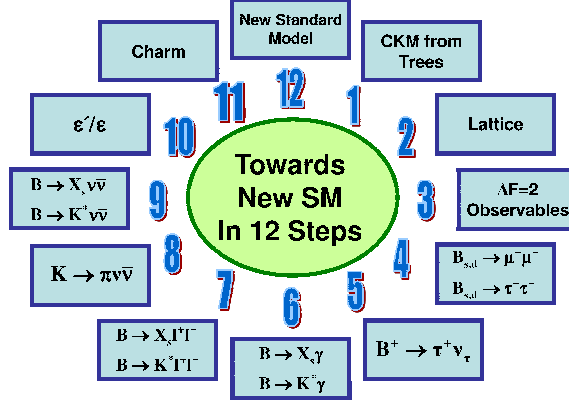 New Standard
Model
CKM from
Trees
Lattice
ΔF=2
Observables
B_{s,d} → μ⁻μ⁻
B_{s,d} → τ⁻τ⁻
B⁺ → τ⁺ν_τ
B → X_sγ
B → K*γ
B → X_sl⁺l⁻
B → K*l⁺l⁻
K → πνν̄
B → X_sνν̄
B → K*νν̄
ε´/ε
Charm
12
1
2
3
4
5
6
7
8
9
10
11
Towards
New SM
In 12 Steps